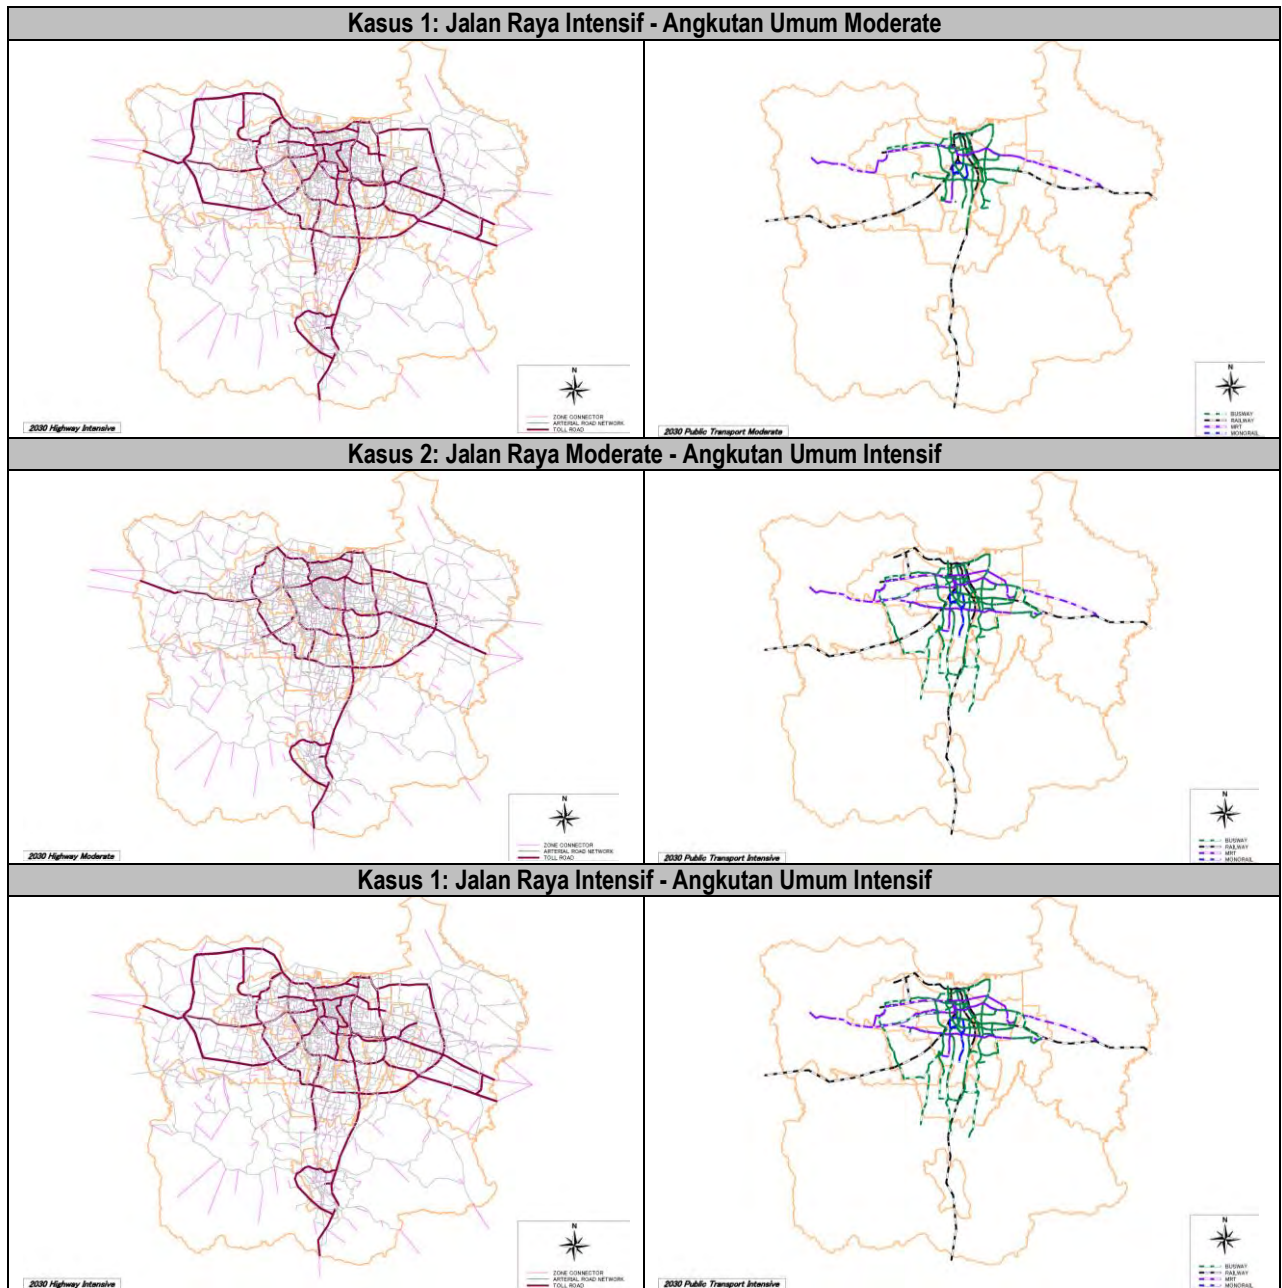 Kasus 1: Jalan Raya Intensif - Angkutan Umum Moderate
N
ZONE CONNECTOR
ARTERIAL ROAD NETWORK
TOLL ROAD
2030 Highway Intensive
N
BUSWAY
RAILWAY
MRT
MONORAIL
2030 Public Transport Moderate
Kasus 2: Jalan Raya Moderate - Angkutan Umum Intensif
N
ZONE CONNECTOR
ARTERIAL ROAD NETWORK
TOLL ROAD
2030 Highway Moderate
N
BUSWAY
RAILWAY
MRT
MONORAIL
2030 Public Transport Intensive
Kasus 1: Jalan Raya Intensif - Angkutan Umum Intensif
N
ZONE CONNECTOR
ARTERIAL ROAD NETWORK
TOLL ROAD
2030 Highway Intensive
N
BUSWAY
RAILWAY
MRT
MONORAIL
2030 Public Transport Intensive